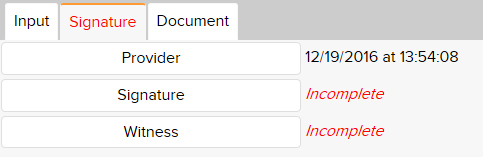 Input Signature Document
Provider 12/19/2016 at 13:54:08
Signature Incomplete
Witness Incomplete